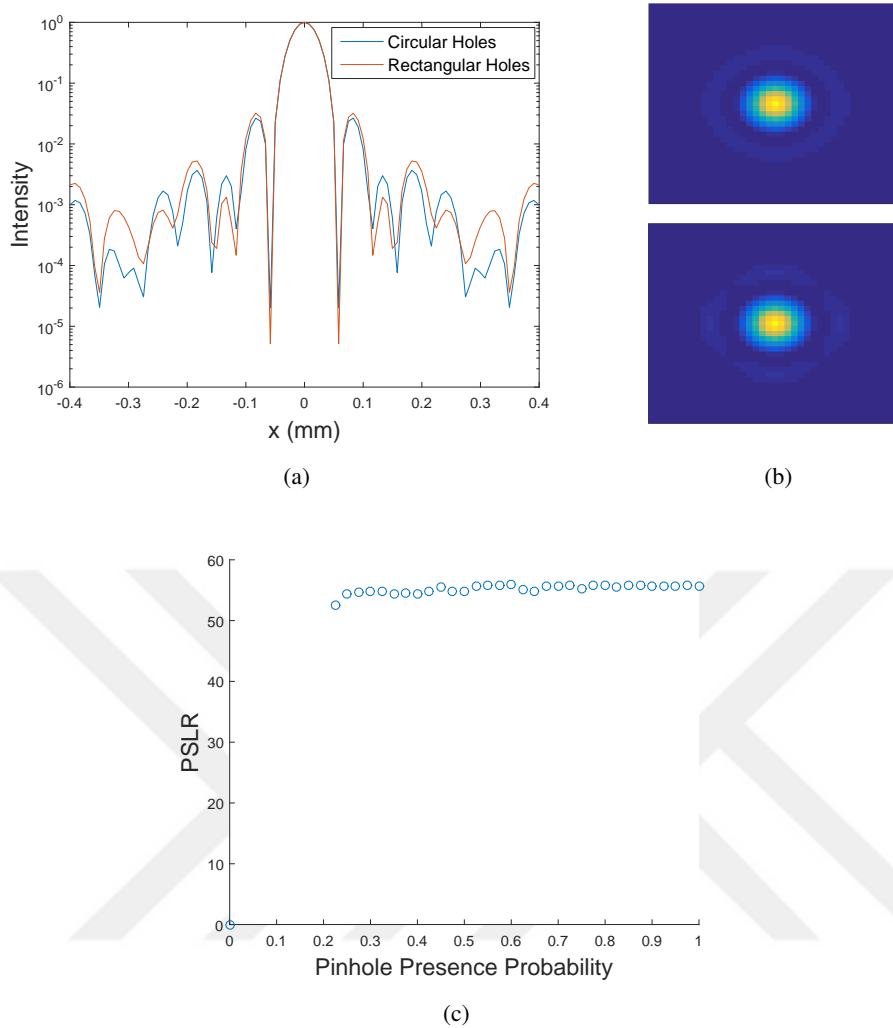 10^0
10^-1
10^-2
10^-3
10^-4
10^-5
10^-6
Intensity
Circular Holes
Rectangular Holes
-0.4 -0.3 -0.2 -0.1 0 0.1 0.2 0.3 0.4
x (mm)
(a)
(b)
60
50
40
30
20
10
0
PSLR
0 0.1 0.2 0.3 0.4 0.5 0.6 0.7 0.8 0.9 1
Pinhole Presence Probability
(c)